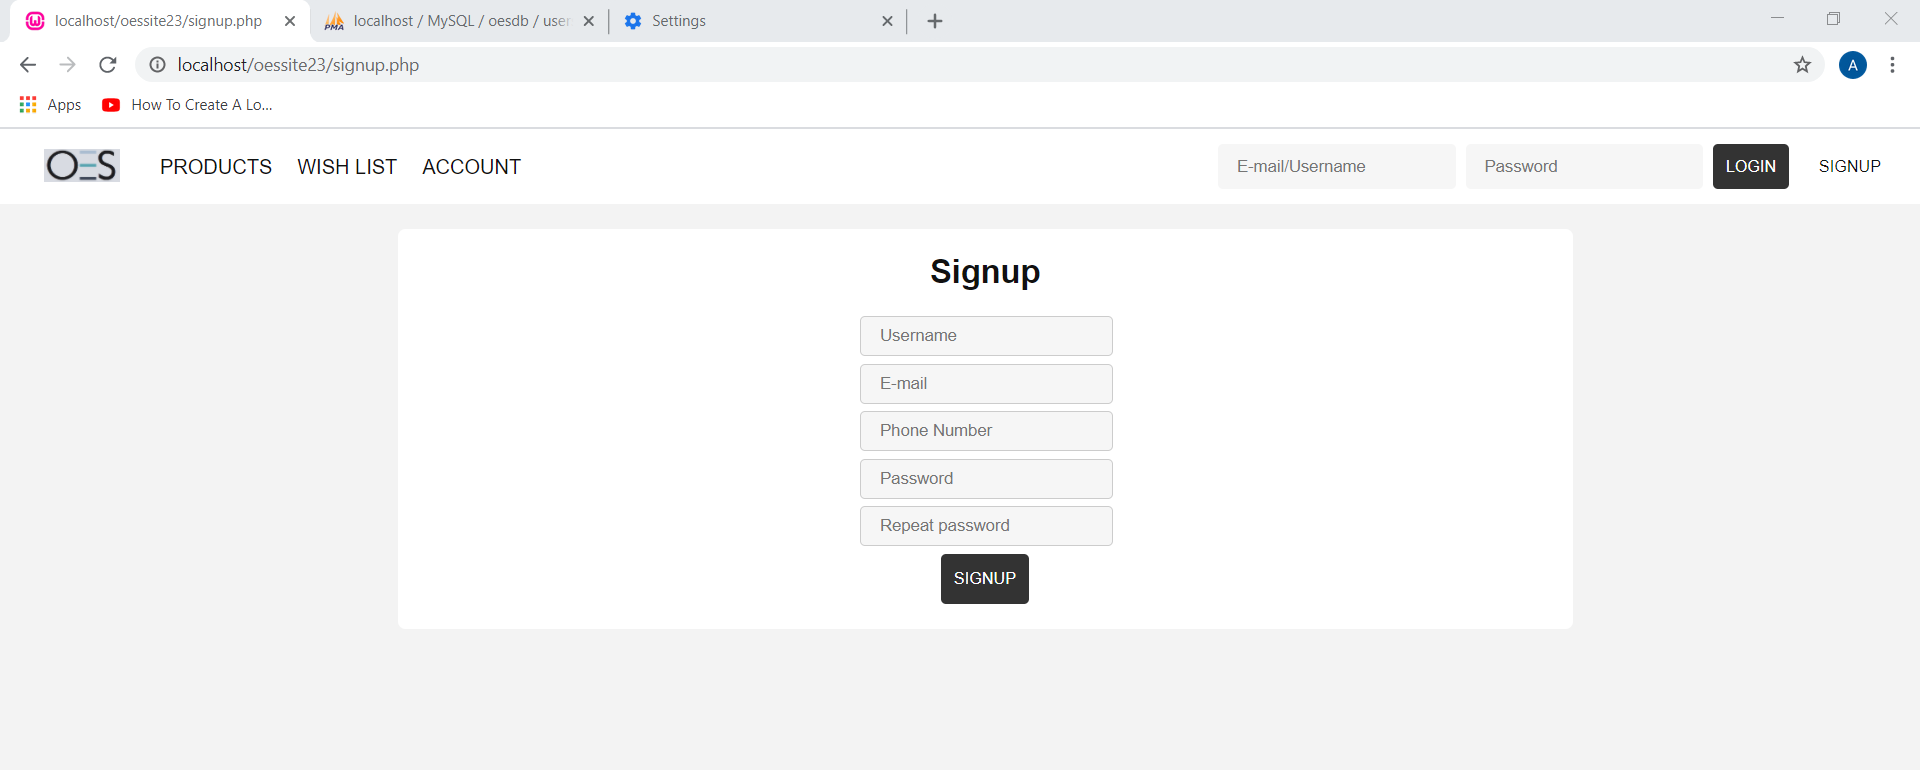 localhost/oessite23/signup.php
localhost / MySQL / oesdb / user
Settings
localhost/oessite23/signup.php
A
Apps
How To Create A Lo...
OES
PRODUCTS
WISH LIST
ACCOUNT
E-mail/Username
Password
LOGIN
SIGNUP
Signup
Username
E-mail
Phone Number
Password
Repeat password
SIGNUP